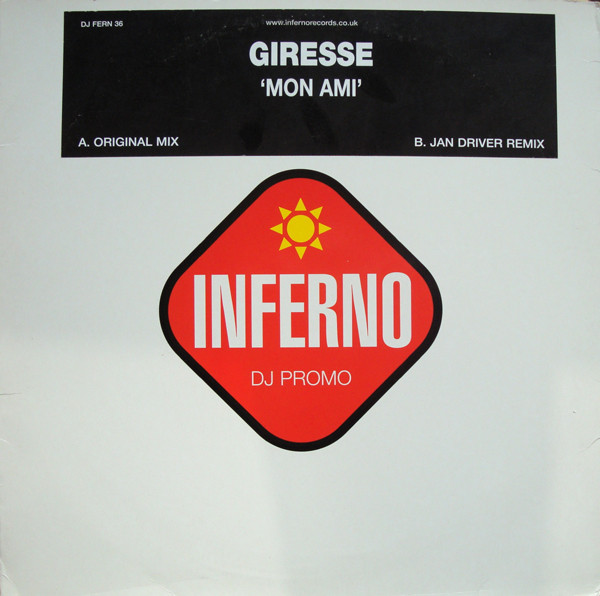 DJ FERN 36
www.infernorecords.co.uk
GIRESSE
‘MON AMI’
A. ORIGINAL MIX
B. JAN DRIVER REMIX
INFERNO
DJ PROMO